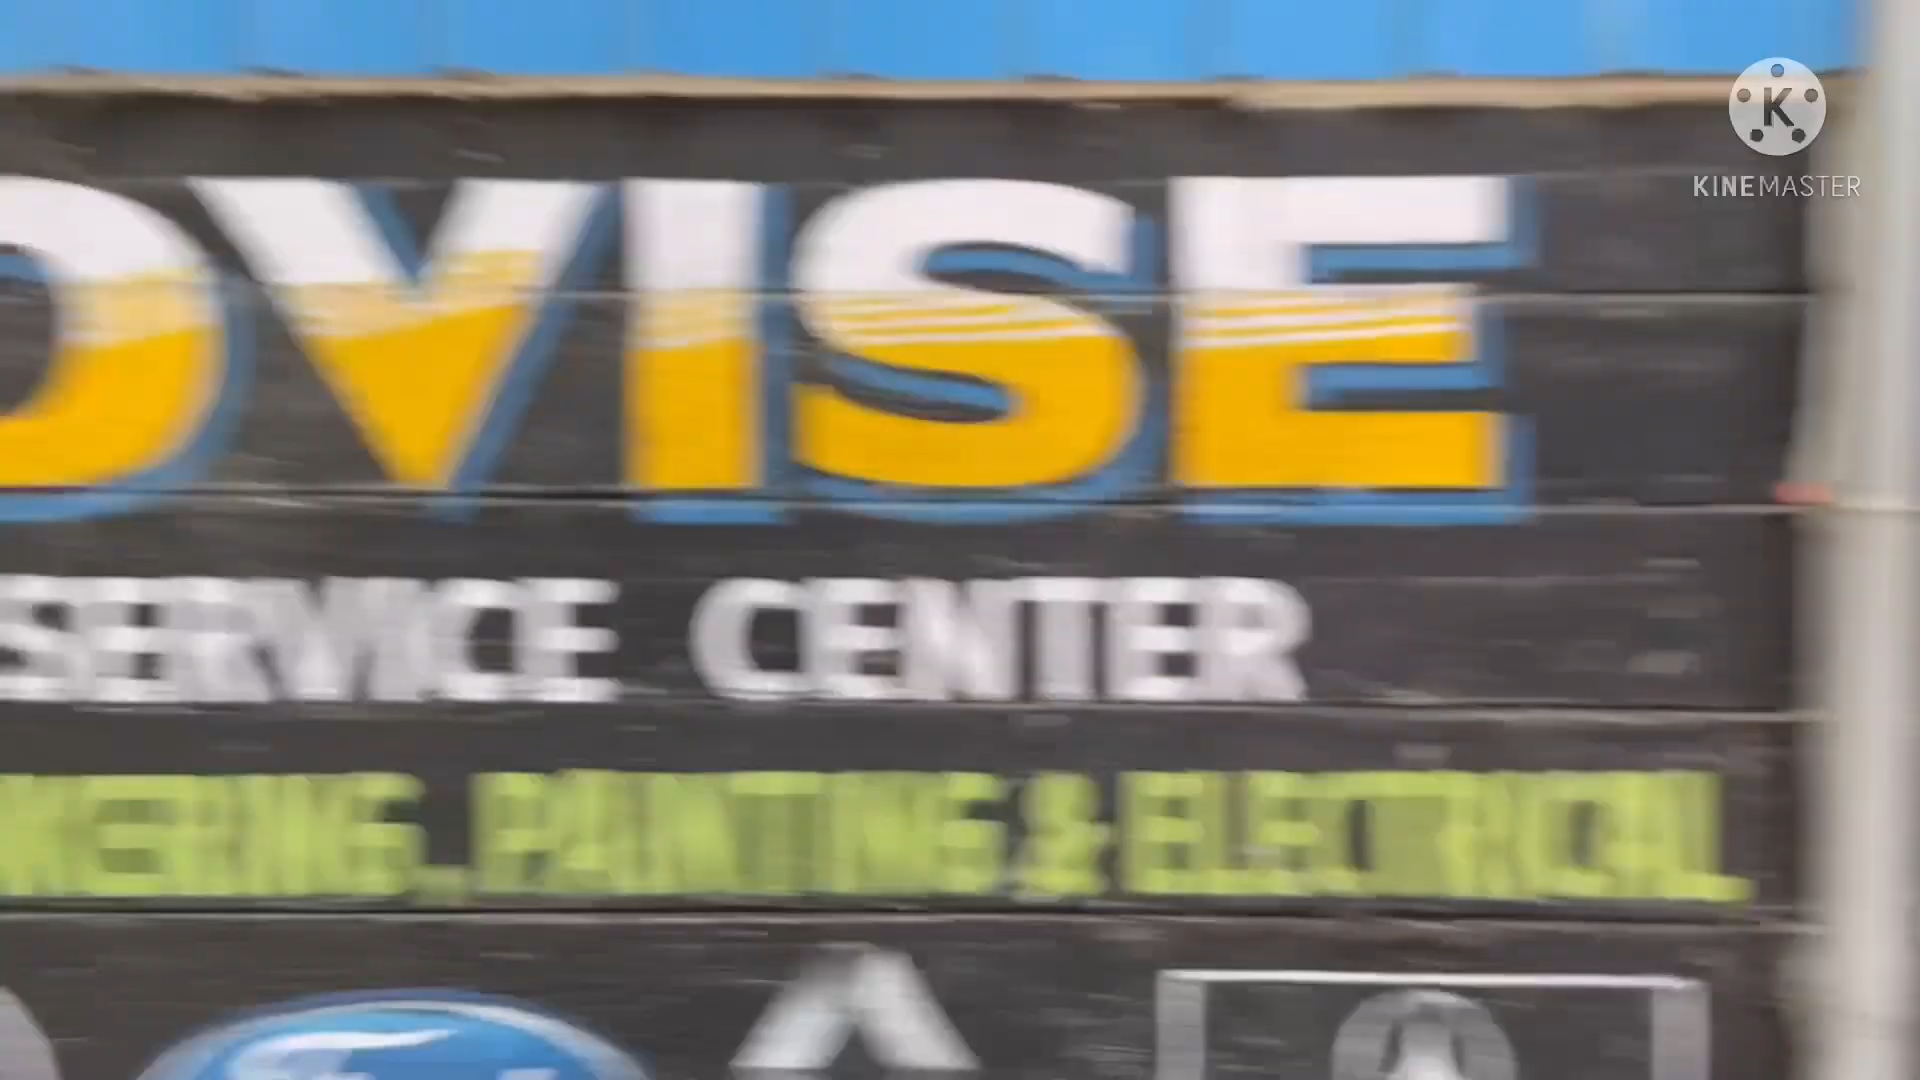 OVISE
K
KINEMASTER
SERVICE CENTER
PAINTING & ELECTRICAL